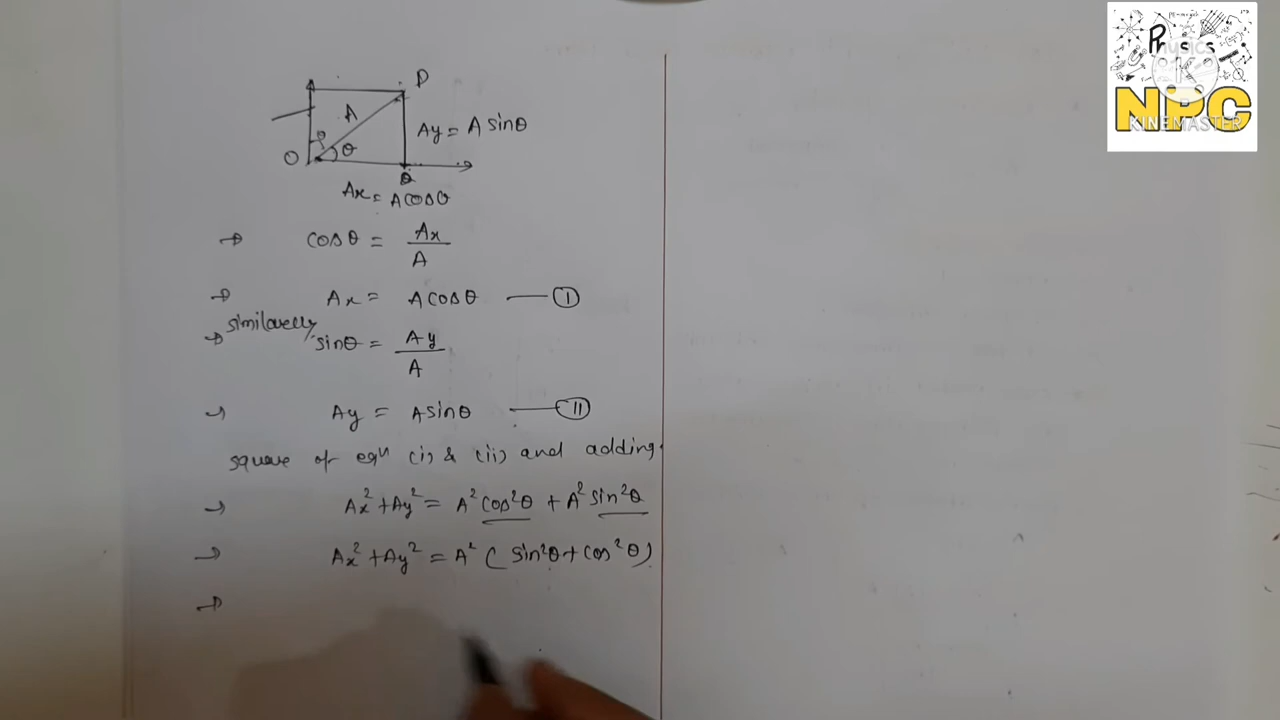 P
A
Ay = A sinθ
θ
O
θ
Q
Ax = A cosθ
cosθ = Ax / A
Ax = A cosθ — (I)
similarly
sinθ = Ay / A
Ay = A sinθ — (II)
square of eqn (i) & (ii) and adding.
Ax² + Ay² = A² cos²θ + A² sin²θ
Ax² + Ay² = A² (sin²θ + cos²θ)
Physics
K
NPC
KINEMASTER